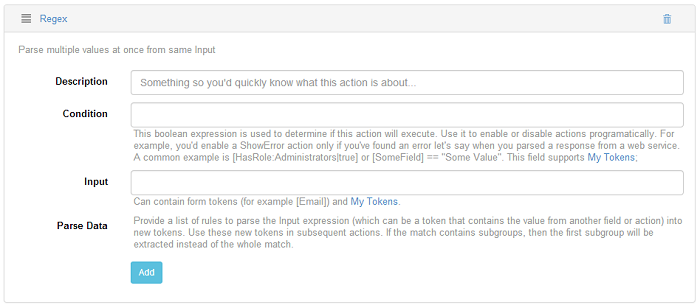 Regex
Parse multiple values at once from same Input
Description
Something so you'd quickly know what this action is about...
Condition
This boolean expression is used to determine if this action will execute. Use it to enable or disable actions programatically. For
example, you'd enable a ShowError action only if you've found an error let's say when you parsed a response from a web service.
A common example is [HasRole:Administrators|true] or [SomeField] == "Some Value". This field supports My Tokens;
Input
Can contain form tokens (for example [Email]) and My Tokens.
Parse Data
Provide a list of rules to parse the Input expression (which can be a token that contains the value from another field or action) into
new tokens. Use these new tokens in subsequent actions. If the match contains subgroups, then the first subgroup will be
extracted instead of the whole match.
Add